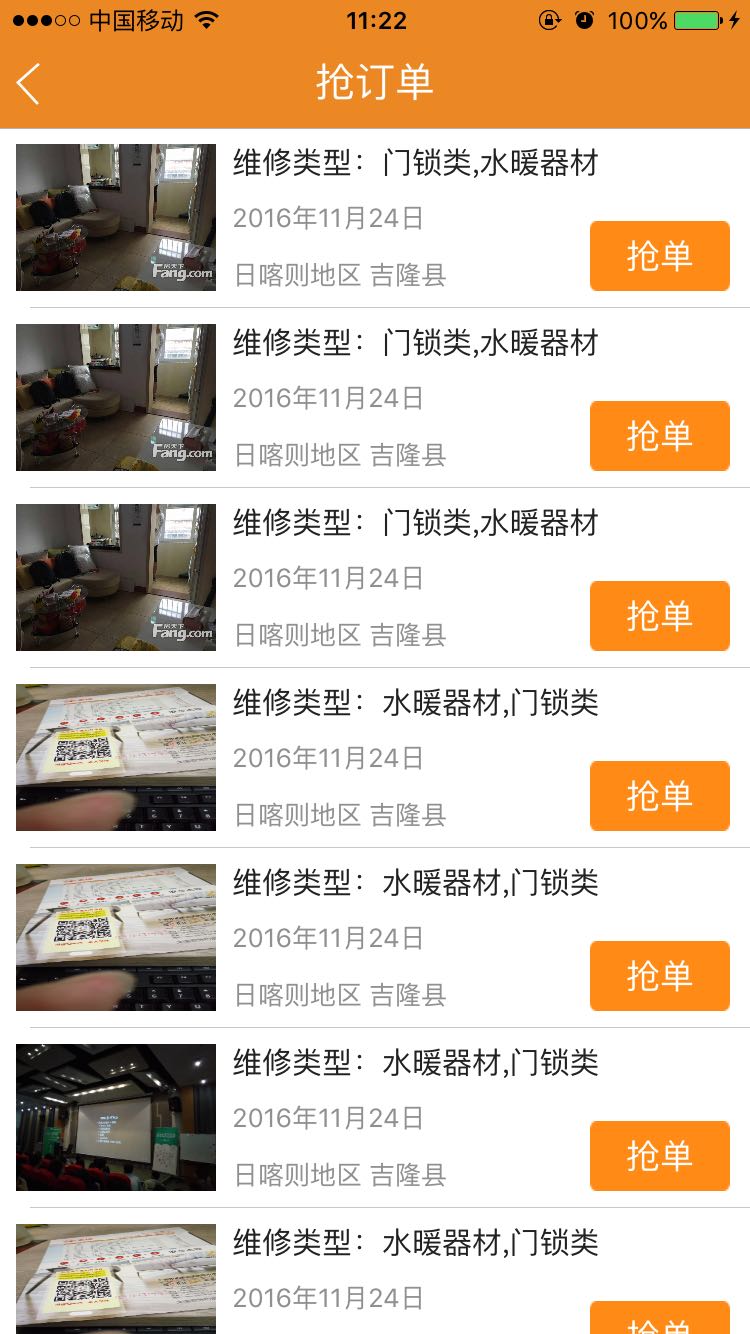 中国移动
11:22
100%
抢订单
维修类型：门锁类,水暖器材
2016年11月24日
日喀则地区 吉隆县
抢单
房天下
Fang.com
维修类型：门锁类,水暖器材
2016年11月24日
日喀则地区 吉隆县
抢单
房天下
Fang.com
维修类型：门锁类,水暖器材
2016年11月24日
日喀则地区 吉隆县
抢单
房天下
Fang.com
维修类型：水暖器材,门锁类
2016年11月24日
日喀则地区 吉隆县
抢单
维修类型：水暖器材,门锁类
2016年11月24日
日喀则地区 吉隆县
抢单
维修类型：水暖器材,门锁类
2016年11月24日
日喀则地区 吉隆县
抢单
维修类型：水暖器材,门锁类
2016年11月24日
抢单